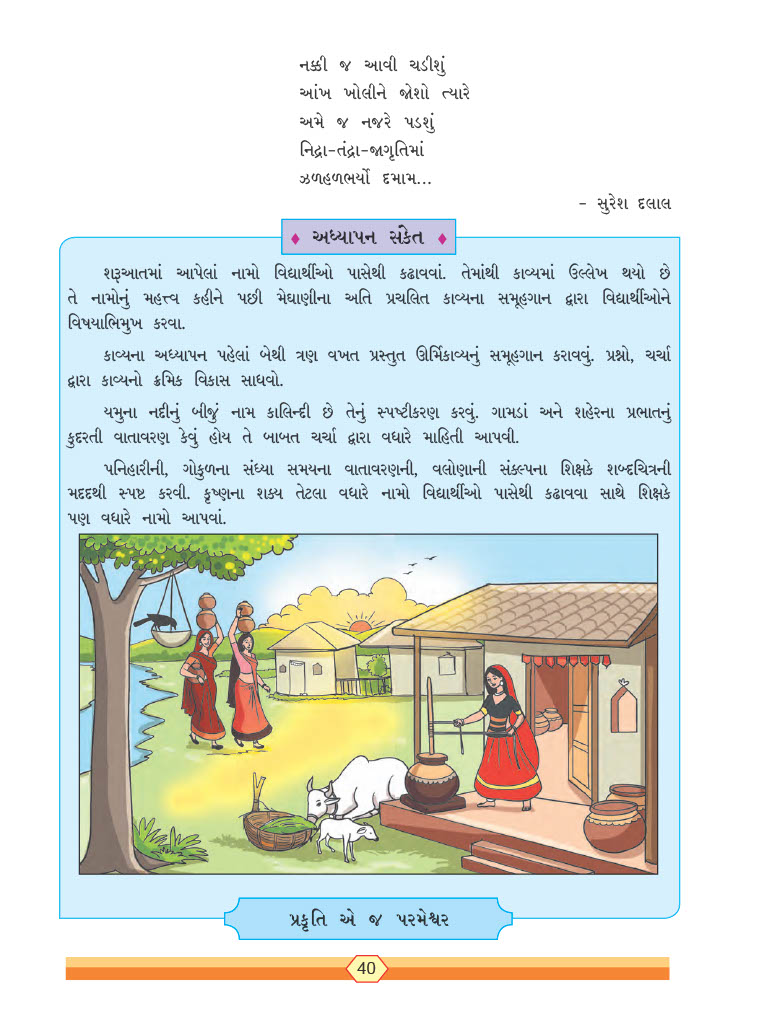 નક્કી જ આવી ચડીશું
આંખ ખોલીને જોશો ત્યારે
અમે જ નજરે પડશું
નિદ્રા-તંદ્રા-જાગૃતિમાં
ઝળહળભર્યો દમામ...
- સુરેશ દલાલ
♦ અધ્યાપન સંકેત ♦
શરૂઆતમાં આપેલાં નામો વિદ્યાર્થીઓ પાસેથી કઢાવવાં. તેમાંથી કાવ્યમાં ઉલ્લેખ થયો છે
તે નામોનું મહત્ત્વ કહીને પછી મેઘાણીના અતિ પ્રચલિત કાવ્યના સમૂહગાન દ્વારા વિદ્યાર્થીઓને
વિષયાભિમુખ કરવા.
કાવ્યના અધ્યાપન પહેલાં બેથી ત્રણ વખત પ્રસ્તુત ઊર્મિકાવ્યનું સમૂહગાન કરાવવું. પ્રશ્નો, ચર્ચા
દ્વારા કાવ્યનો ક્રમિક વિકાસ સાધવો.
યમુના નદીનું બીજું નામ કાલિન્દી છે તેનું સ્પષ્ટીકરણ કરવું. ગામડાં અને શહેરના પ્રભાતનું
કુદરતી વાતાવરણ કેવું હોય તે બાબત ચર્ચા દ્વારા વધારે માહિતી આપવી.
પનિહારીની, ગોકુળના સંધ્યા સમયના વાતાવરણની, વલોણાની સંકલ્પના શિક્ષકે શબ્દચિત્રની
મદદથી સ્પષ્ટ કરવી. કૃષ્ણના શક્ય તેટલા વધારે નામો વિદ્યાર્થીઓ પાસેથી કઢાવવા સાથે શિક્ષકે
પણ વધારે નામો આપવાં.
પ્રકૃતિ એ જ પરમેશ્વર
40